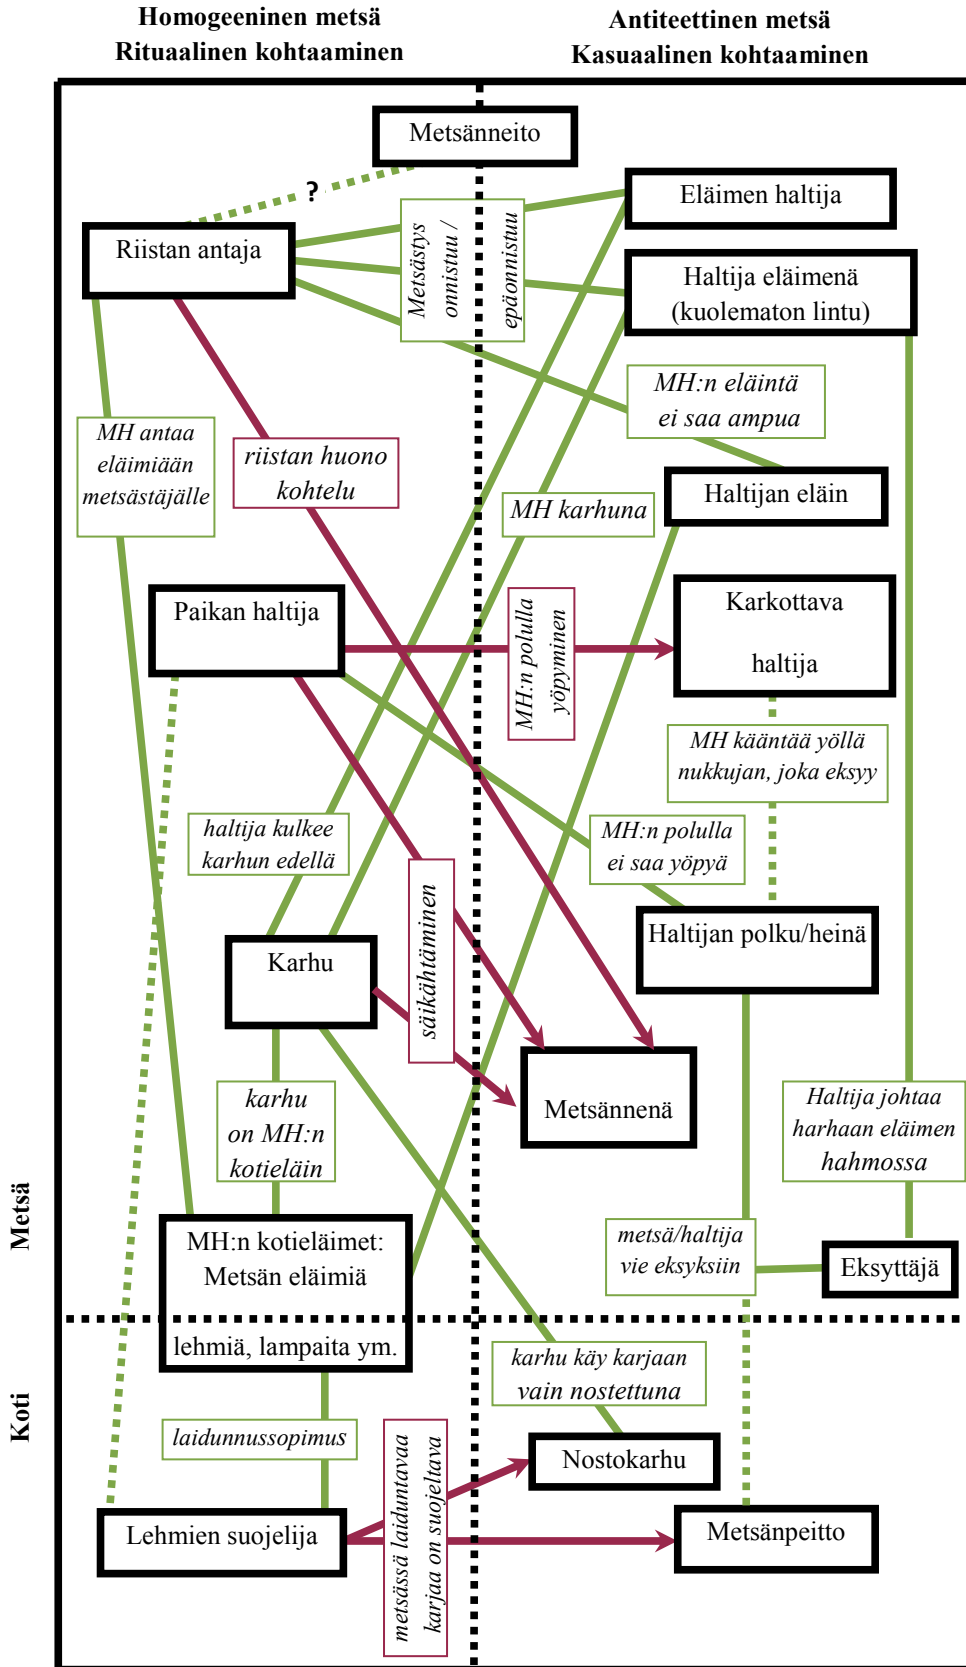 Homogeeninen metsä
Rituaalinen kohtaaminen
Antiteettinen metsä
Kasuaalinen kohtaaminen
Metsänneito
?
Eläimen haltija
Riistan antaja
Metsästys
onnistuu /
epäonnistuu
Haltija eläimenä
(kuolematon lintu)
MH:n eläintä
ei saa ampua
MH antaa
eläimiään
metsästäjälle
riistan huono
kohtelu
Haltijan eläin
MH karhuna
Paikan haltija
Karkottava
haltija
MH:n polulla
yöpyminen
MH kääntää yöllä
nukkujan, joka eksyy
haltija kulkee
karhun edellä
MH:n polulla
ei saa yöpyä
säikähtäminen
Haltijan polku/heinä
Karhu
Metsännenä
karhu
on MH:n
kotieläin
Haltija johtaa
harhaan eläimen
hahmossa
Metsä
MH:n kotieläimet:
Metsän eläimiä
lehmiä, lampaita ym.
metsä/haltija
vie eksyksiin
Eksyttäjä
Koti
karhu käy karjaan
vain nostettuna
laidunnussopimus
metsässä laiduntavaa
karjaa on suojeltava
Nostokarhu
Lehmien suojelija
Metsänpeitto